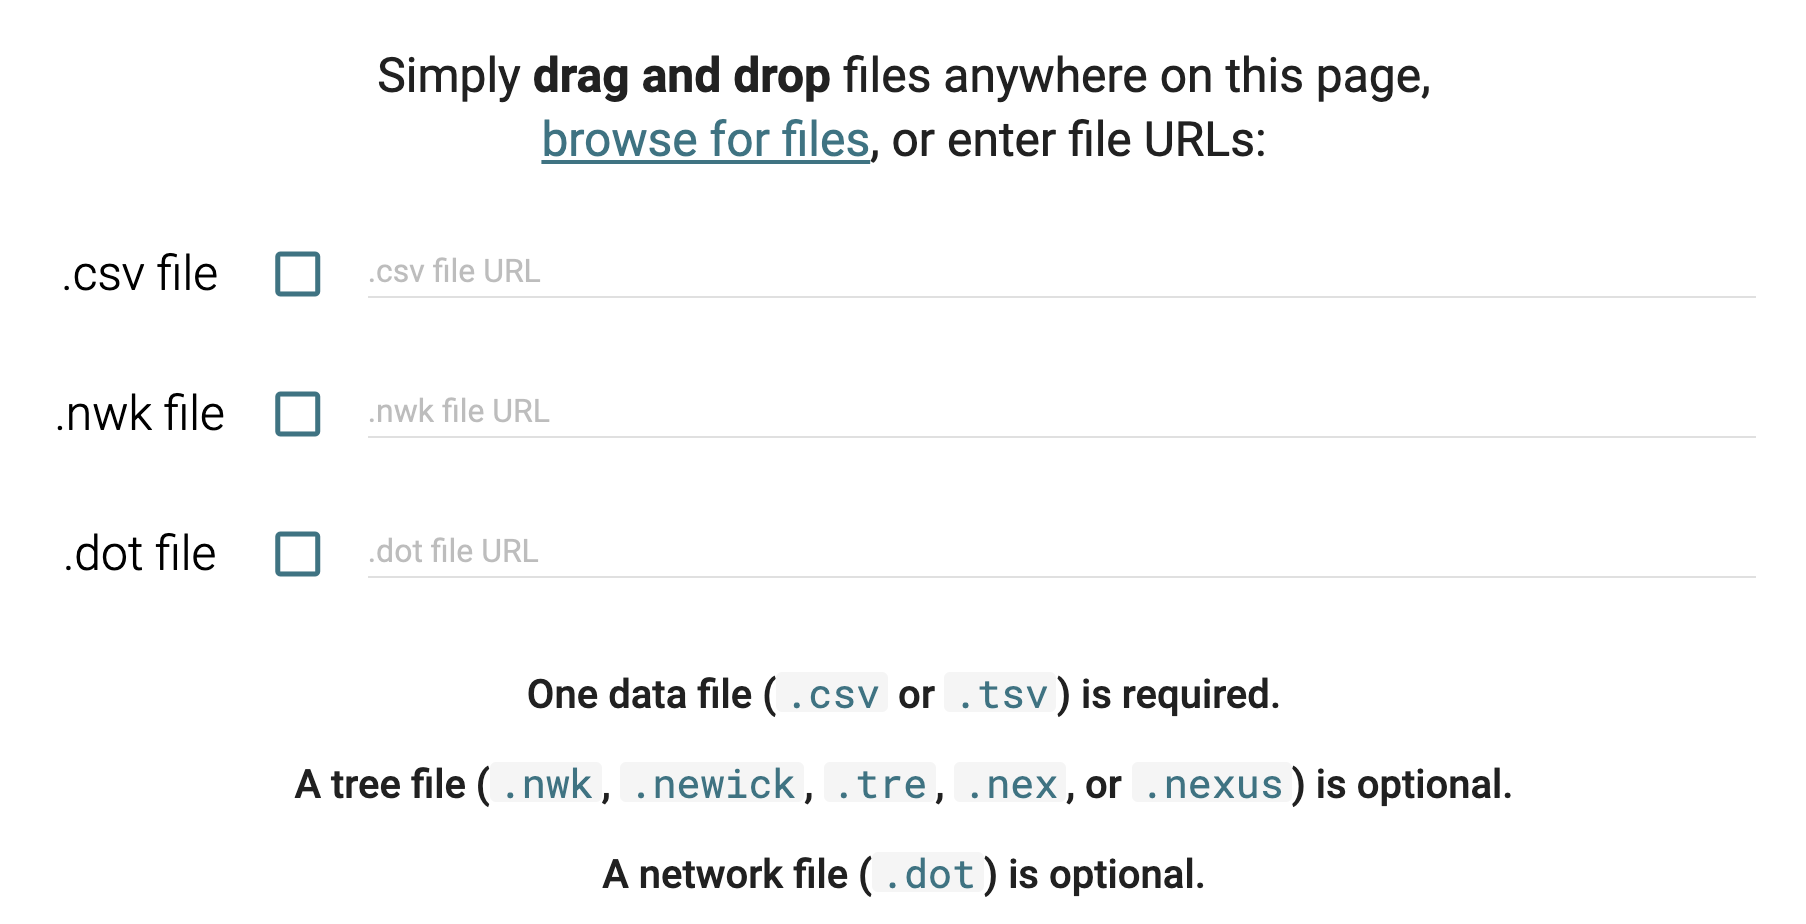 Simply drag and drop files anywhere on this page,
browse for files, or enter file URLs:
.csv file .csv file URL
.nwk file .nwk file URL
.dot file .dot file URL
One data file ( .csv or .tsv ) is required.
A tree file ( .nwk , .newick , .tre , .nex , or .nexus ) is optional.
A network file ( .dot ) is optional.